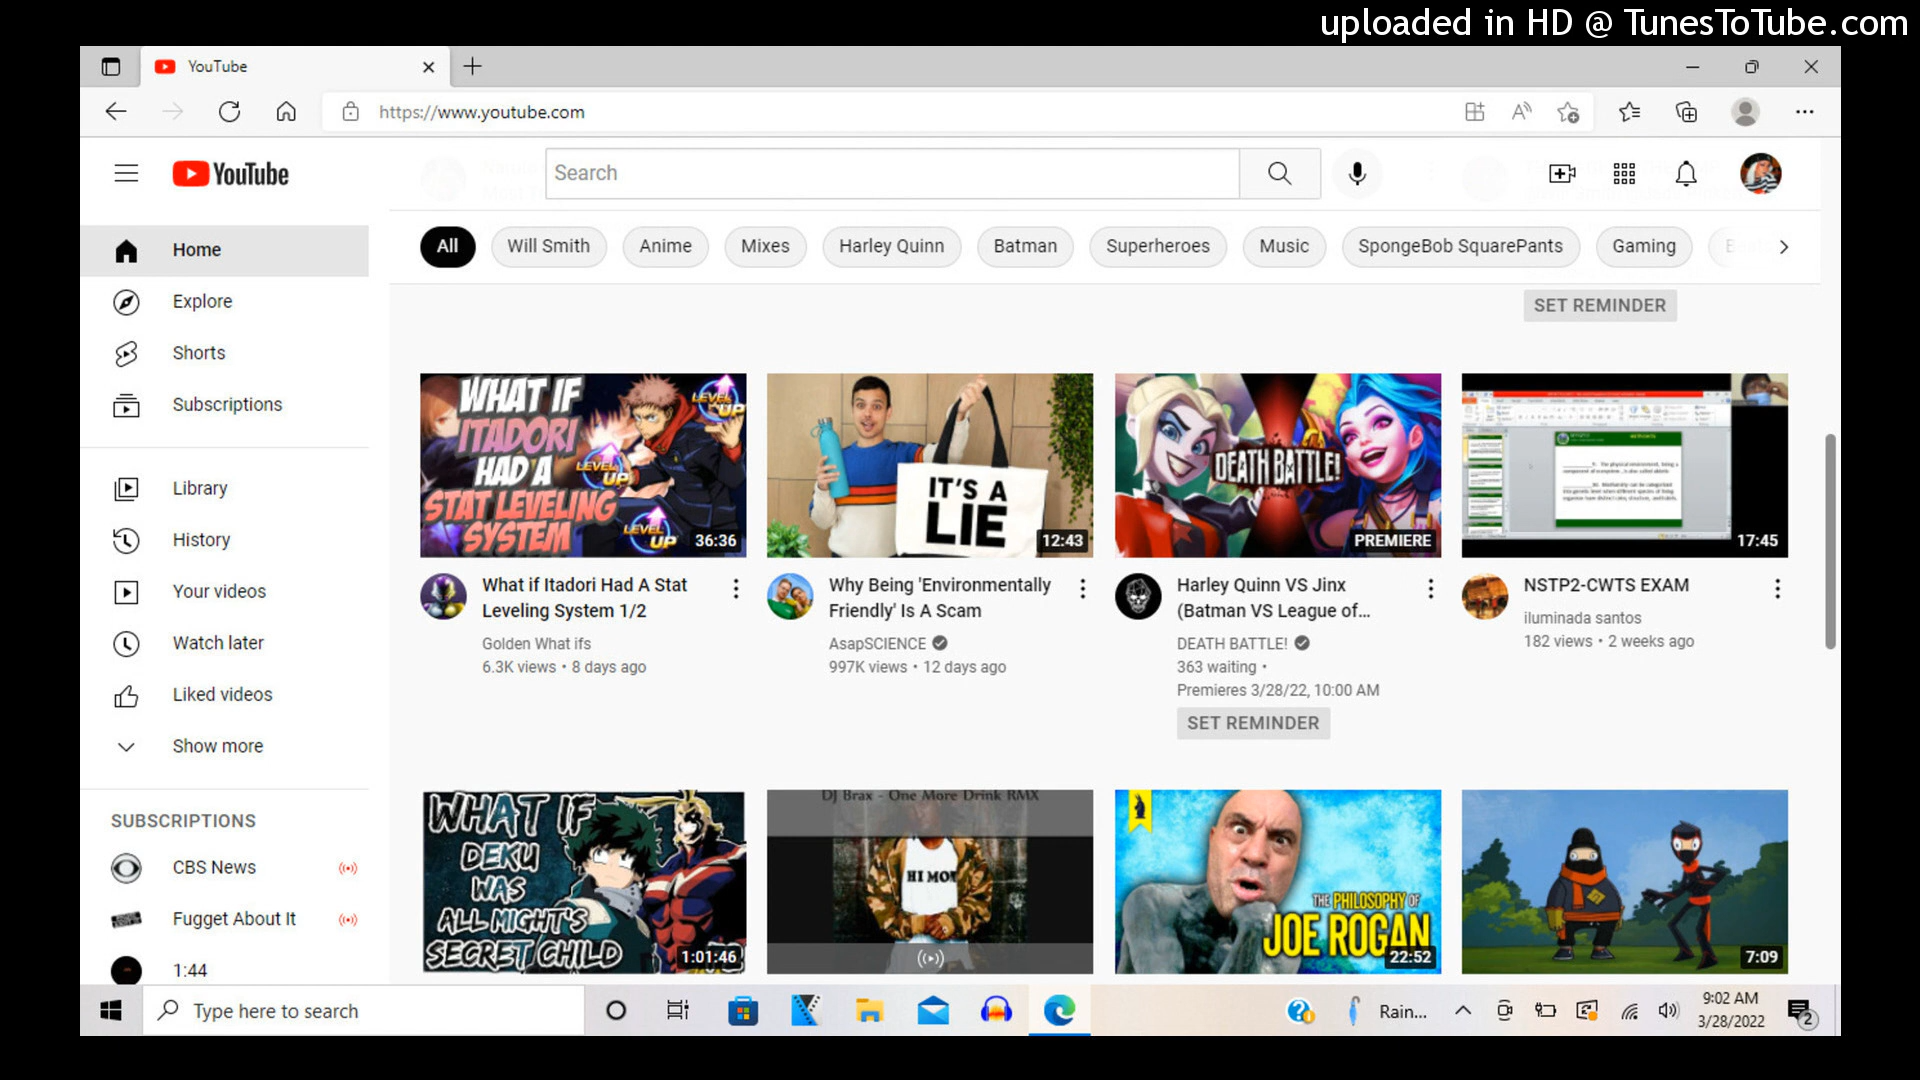 uploaded in HD @ TunesToTube.com
YouTube
https://www.youtube.com
YouTube
Search
All
Will Smith
Anime
Mixes
Harley Quinn
Batman
Superheroes
Music
SpongeBob SquarePants
Gaming
Home
Explore
Shorts
Subscriptions
Library
History
Your videos
Watch later
Liked videos
Show more
SUBSCRIPTIONS
CBS News
Fugget About It
1:44
SET REMINDER
WHAT IF
ITADORI
HAD A
STAT LEVELING
SYSTEM
LEVEL UP
LEVEL UP
LEVEL UP
36:36
What if Itadori Had A Stat
Leveling System 1/2
Golden What ifs
6.3K views • 8 days ago
IT'S A
LIE
12:43
Why Being 'Environmentally
Friendly' Is A Scam
AsapSCIENCE
997K views • 12 days ago
DEATH BATTLE!
PREMIERE
Harley Quinn VS Jinx
(Batman VS League of...
DEATH BATTLE!
363 waiting •
Premieres 3/28/22, 10:00 AM
SET REMINDER
17:45
NSTP2-CWTS EXAM
iluminada santos
182 views • 2 weeks ago
WHAT IF
DEKU
WAS
ALL MIGHT'S
SECRET CHILD
1:01:46
DJ Brax - One More Drink RMX
HI MOM
THE PHILOSOPHY OF
JOE ROGAN
22:52
7:09
Type here to search
Rain...
9:02 AM
3/28/2022
2